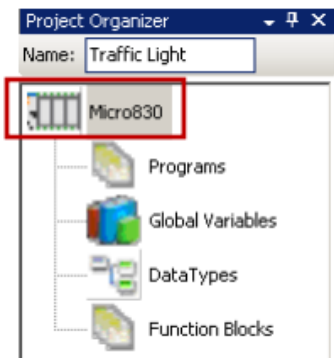 Project Organizer
Name: Traffic Light
Micro830
Programs
Global Variables
DataTypes
Function Blocks